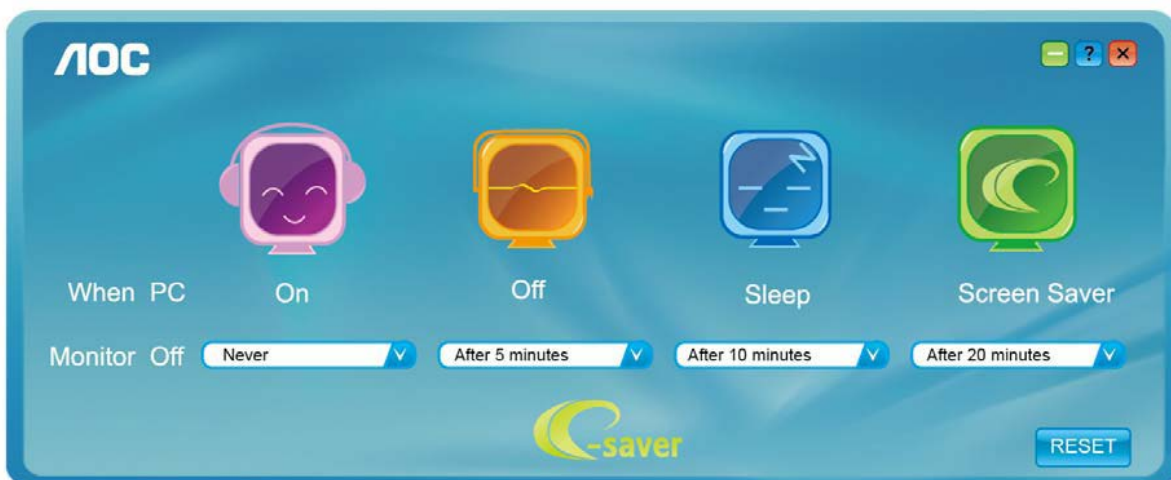 AOC
?
When PC On Off Sleep Screen Saver
Monitor Off Never After 5 minutes After 10 minutes After 20 minutes
e-saver
RESET